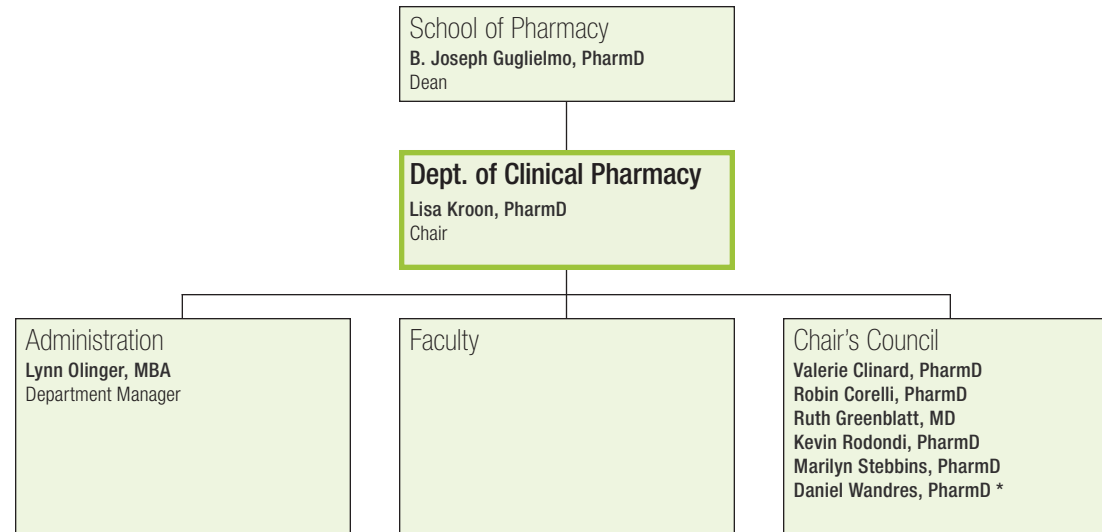 School of Pharmacy
B. Joseph Guglielmo, PharmD
Dean
Dept. of Clinical Pharmacy
Lisa Kroon, PharmD
Chair
Administration
Lynn Olinger, MBA
Department Manager
Faculty
Chair's Council
Valerie Clinard, PharmD
Robin Corelli, PharmD
Ruth Greenblatt, MD
Kevin Rodondi, PharmD
Marilyn Stebbins, PharmD
Daniel Wandres, PharmD *